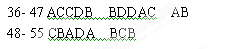 36- 47 ACCDB BDDAC AB
48- 55 CBADA BCB